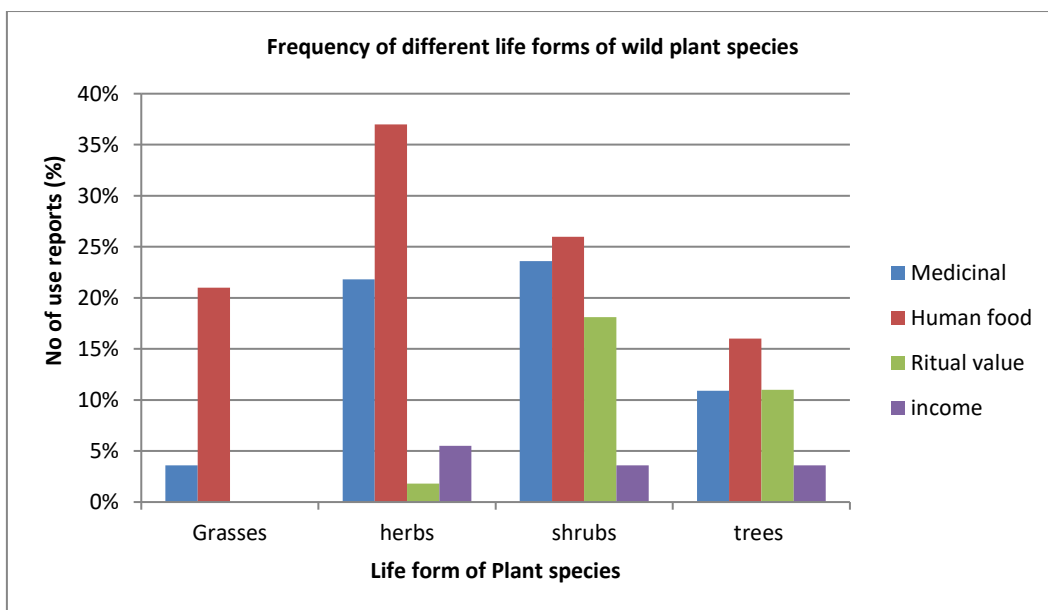 Frequency of different life forms of wild plant species
No of use reports (%)
40%
35%
30%
25%
20%
15%
10%
5%
0%
Grasses herbs shrubs trees
Life form of Plant species
Medicinal
Human food
Ritual value
income